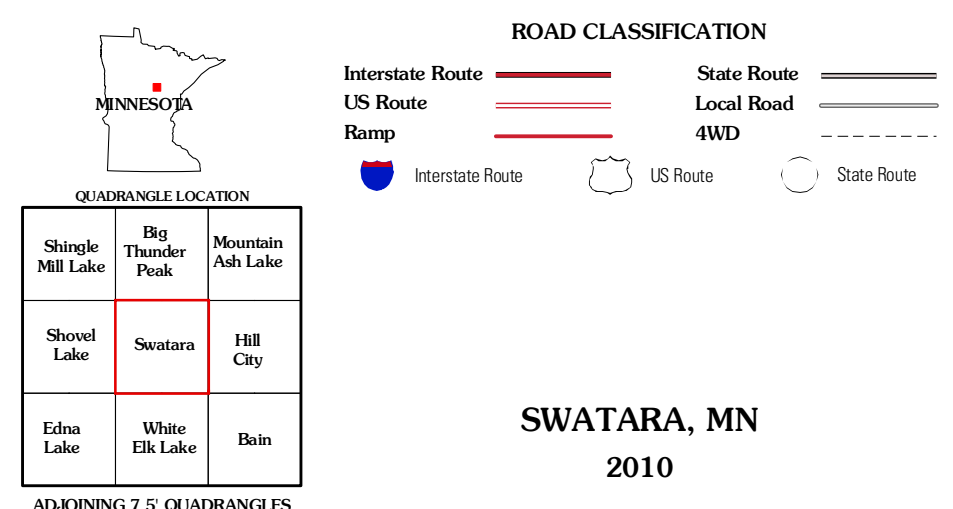 MINNESOTA
QUADRANGLE LOCATION
Shingle
Mill Lake
Big
Thunder
Peak
Mountain
Ash Lake
Shovel
Lake
Swatara
Hill
City
Edna
Lake
White
Elk Lake
Bain
ADJOINING 7.5' QUADRANGLES
ROAD CLASSIFICATION
Interstate Route
State Route
US Route
Local Road
Ramp
4WD
Interstate Route
US Route
State Route
SWATARA, MN
2010